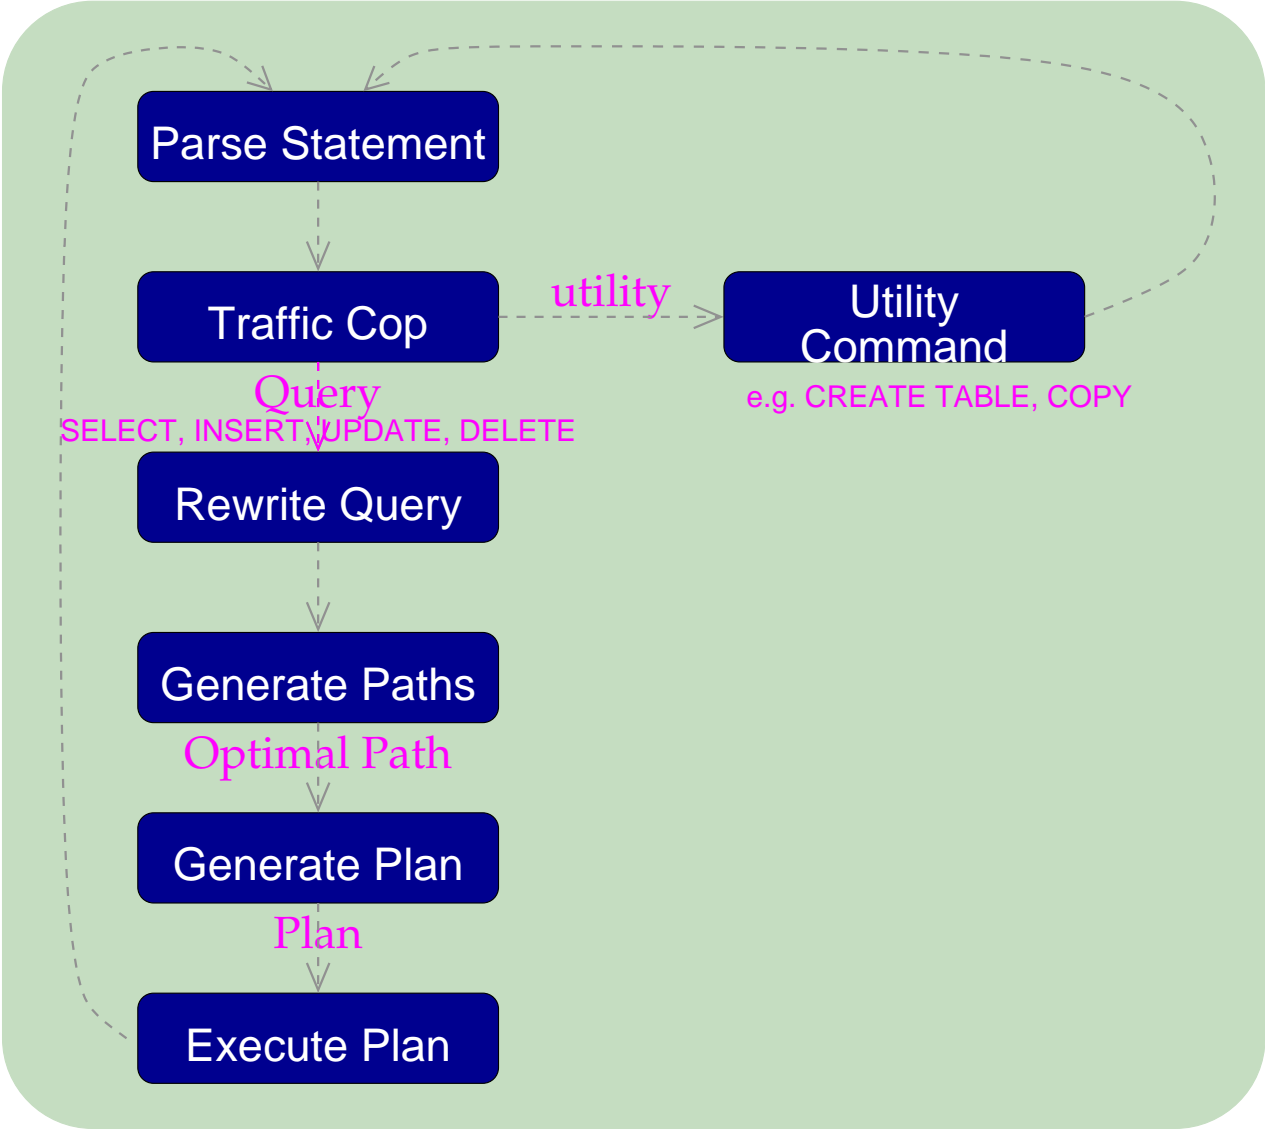 Parse Statement
Traffic Cop
utility
Utility
Command
Query
e.g. CREATE TABLE, COPY
SELECT, INSERT, UPDATE, DELETE
Rewrite Query
Generate Paths
Optimal Path
Generate Plan
Plan
Execute Plan